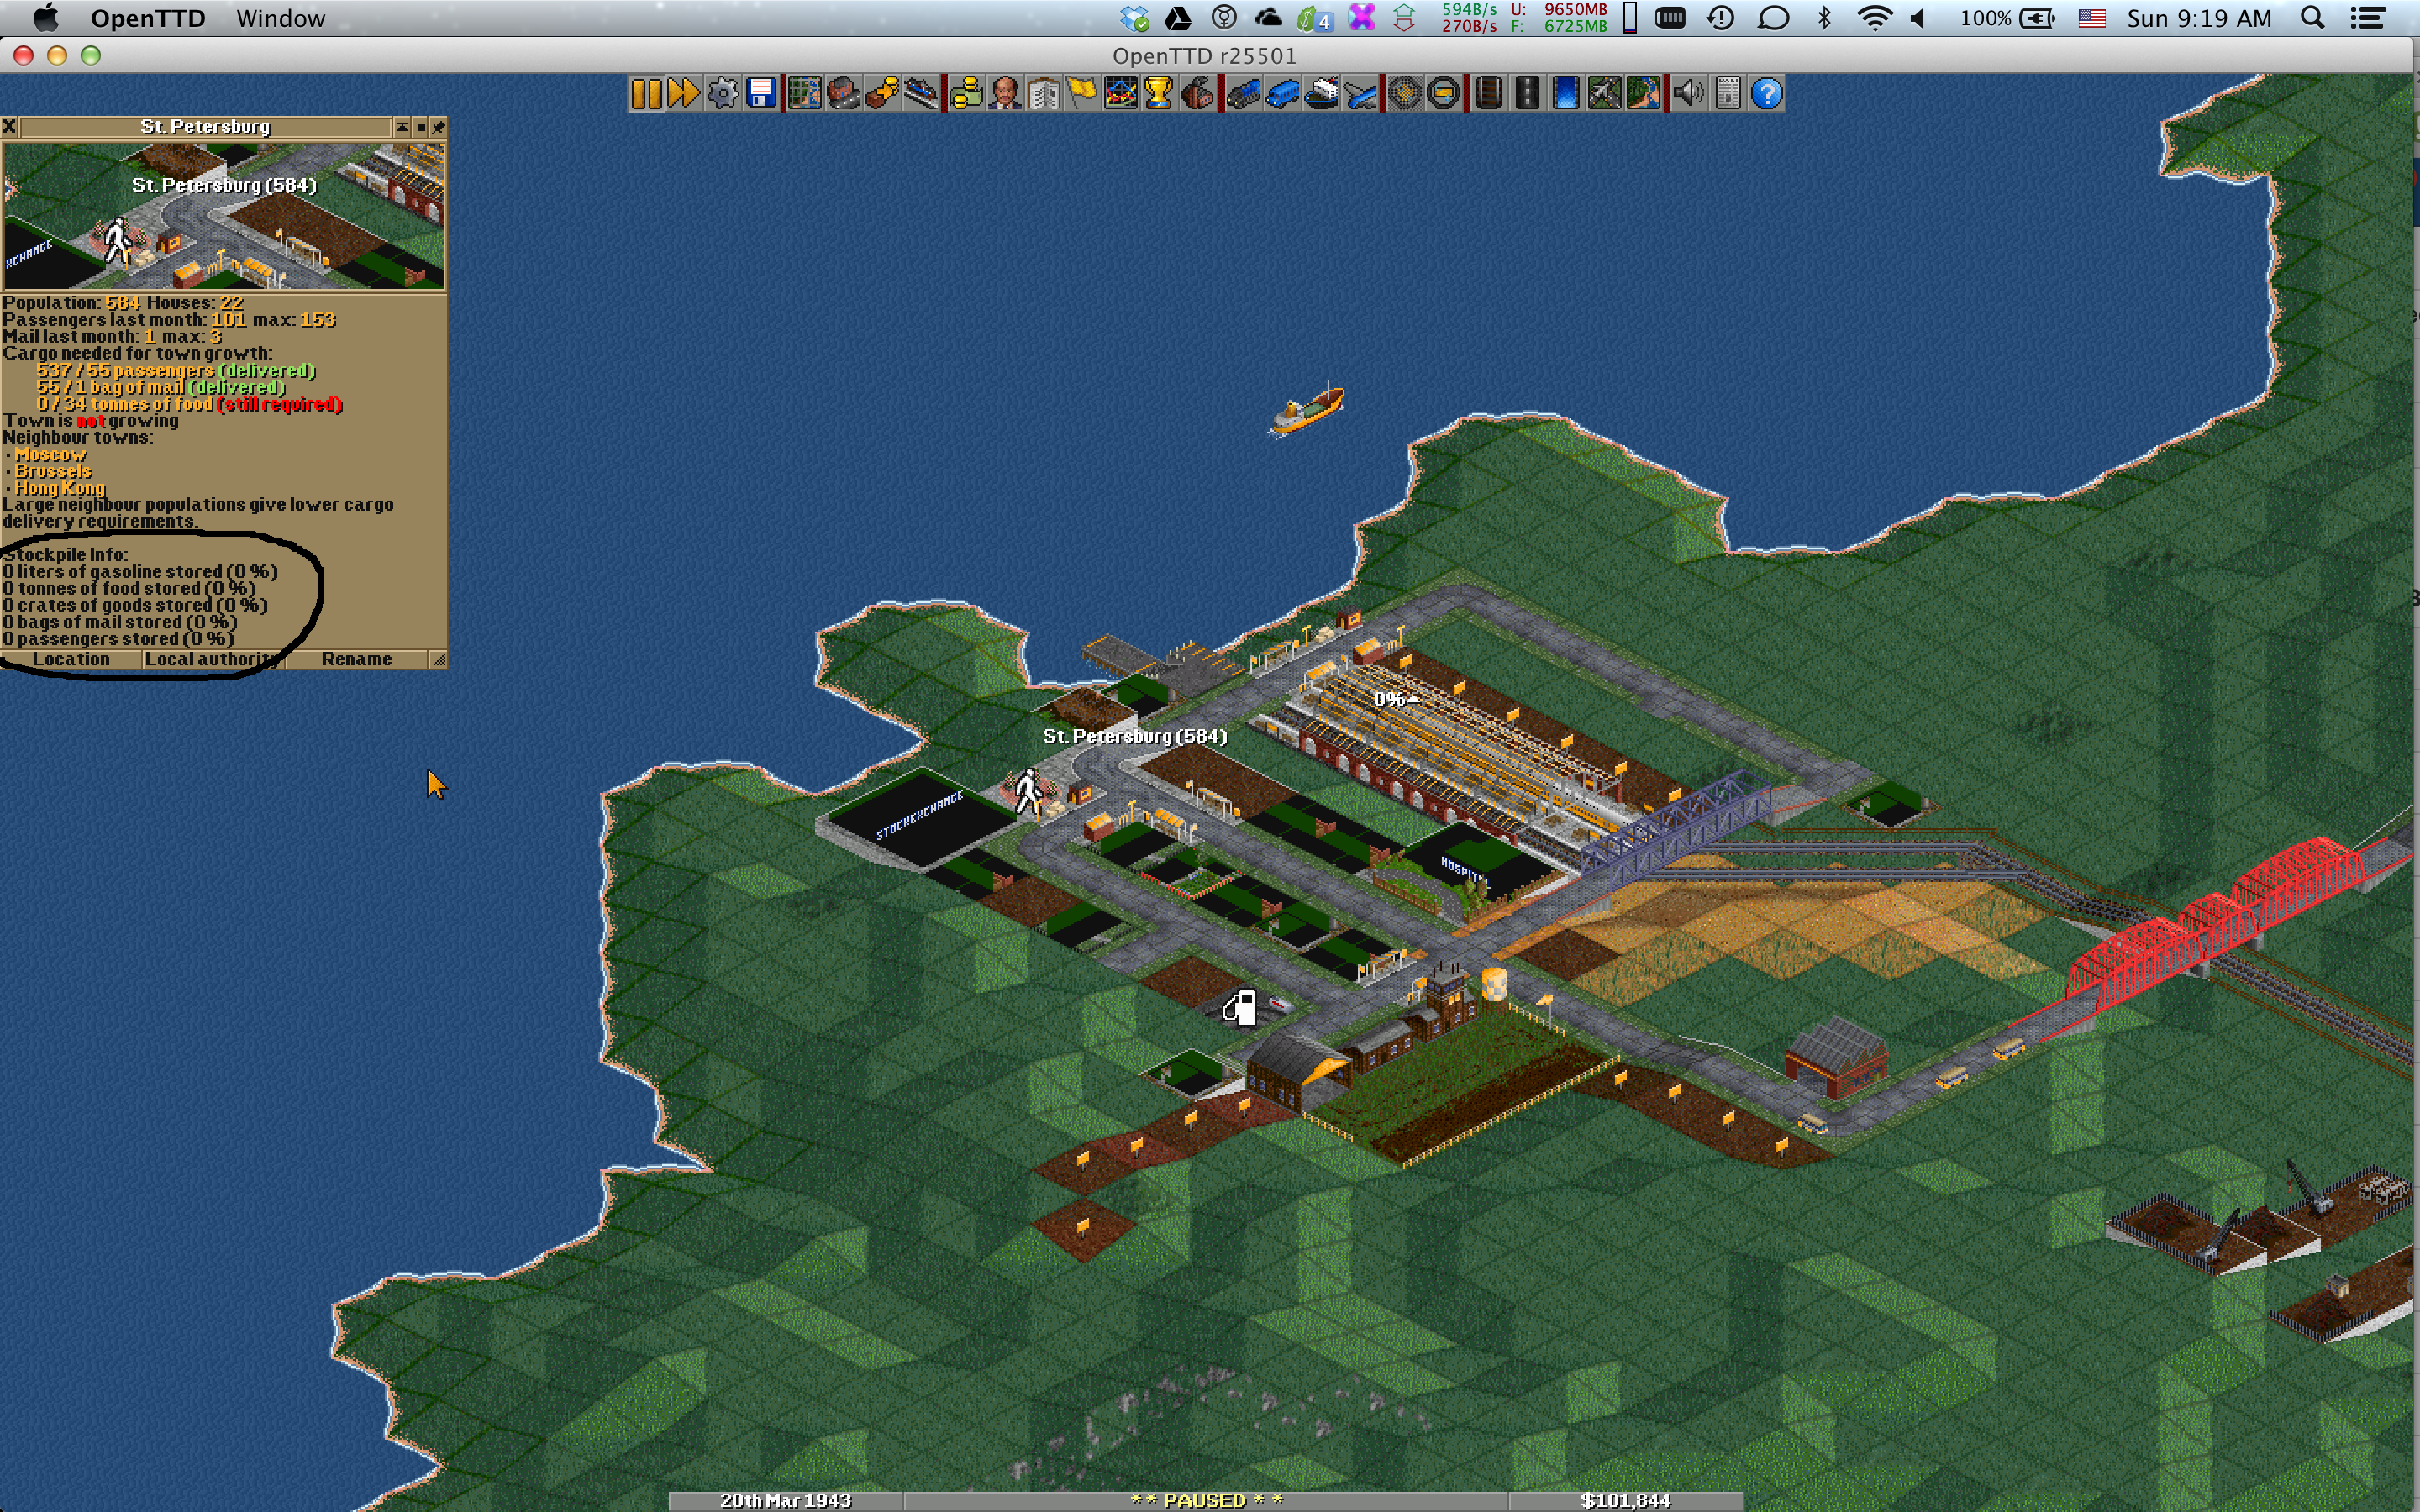 OpenTTD Window
4
594B/s U: 9650MB
270B/s F: 6725MB
100%
Sun 9:19 AM
OpenTTD r25501
St. Petersburg
St. Petersburg (584)
XCHANGE
Population: 584 Houses: 22
Passengers last month: 101 max: 153
Mail last month: 1 max: 3
Cargo needed for town growth:
537 / 55 passengers (delivered)
55 / 1 bag of mail (delivered)
0 / 34 tonnes of food (still required)
Town is not growing
Neighbour towns:
· Moscow
· Brussels
· Hong Kong
Large neighbour populations give lower cargo
delivery requirements.
Stockpile Info:
0 liters of gasoline stored (0 %)
0 tonnes of food stored (0 %)
0 crates of goods stored (0 %)
0 bags of mail stored (0 %)
0 passengers stored (0 %)
Location Local authority Rename
0%
St. Petersburg (584)
STOCKEXCHANGE
HOSPITAL
20th Mar 1943
* * PAUSED * *
$101,844